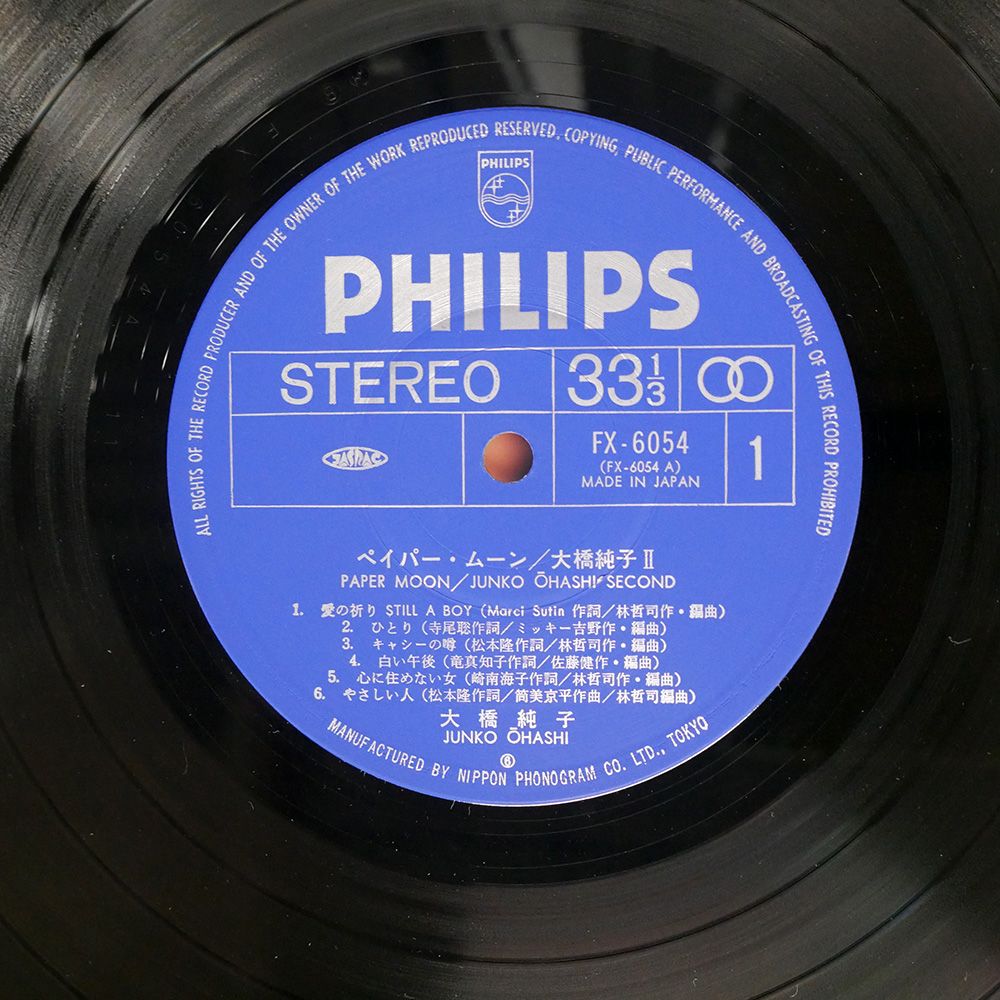 ALL RIGHTS OF THE RECORD PRODUCER AND OF THE OWNER OF THE WORK REPRODUCED RESERVED, COPYING, PUBLIC PERFORMANCE AND BROADCASTING OF THIS RECORD PROHIBITED
PHILIPS
PHILIPS
STEREO
33 1/3
JASRAC
FX-6054
(FX-6054 A)
MADE IN JAPAN
1
ペイパー・ムーン／大橋純子 II
PAPER MOON／JUNKO ŌHASHI SECOND
1. 愛の祈り STILL A BOY (Marci Sutin 作詞／林哲司作・編曲)
2. ひとり (寺尾聡作詞／ミッキー吉野作・編曲)
3. キャシーの噂 (松本隆作詞／林哲司作・編曲)
4. 白い午後 (竜真知子作詞／佐藤健作・編曲)
5. 心に住めない女 (崎南海子作詞／林哲司作・編曲)
6. やさしい人 (松本隆作詞／筒美京平作曲／林哲司編曲)
大橋純子
JUNKO ŌHASHI
MANUFACTURED BY NIPPON PHONOGRAM CO. LTD., TOKYO